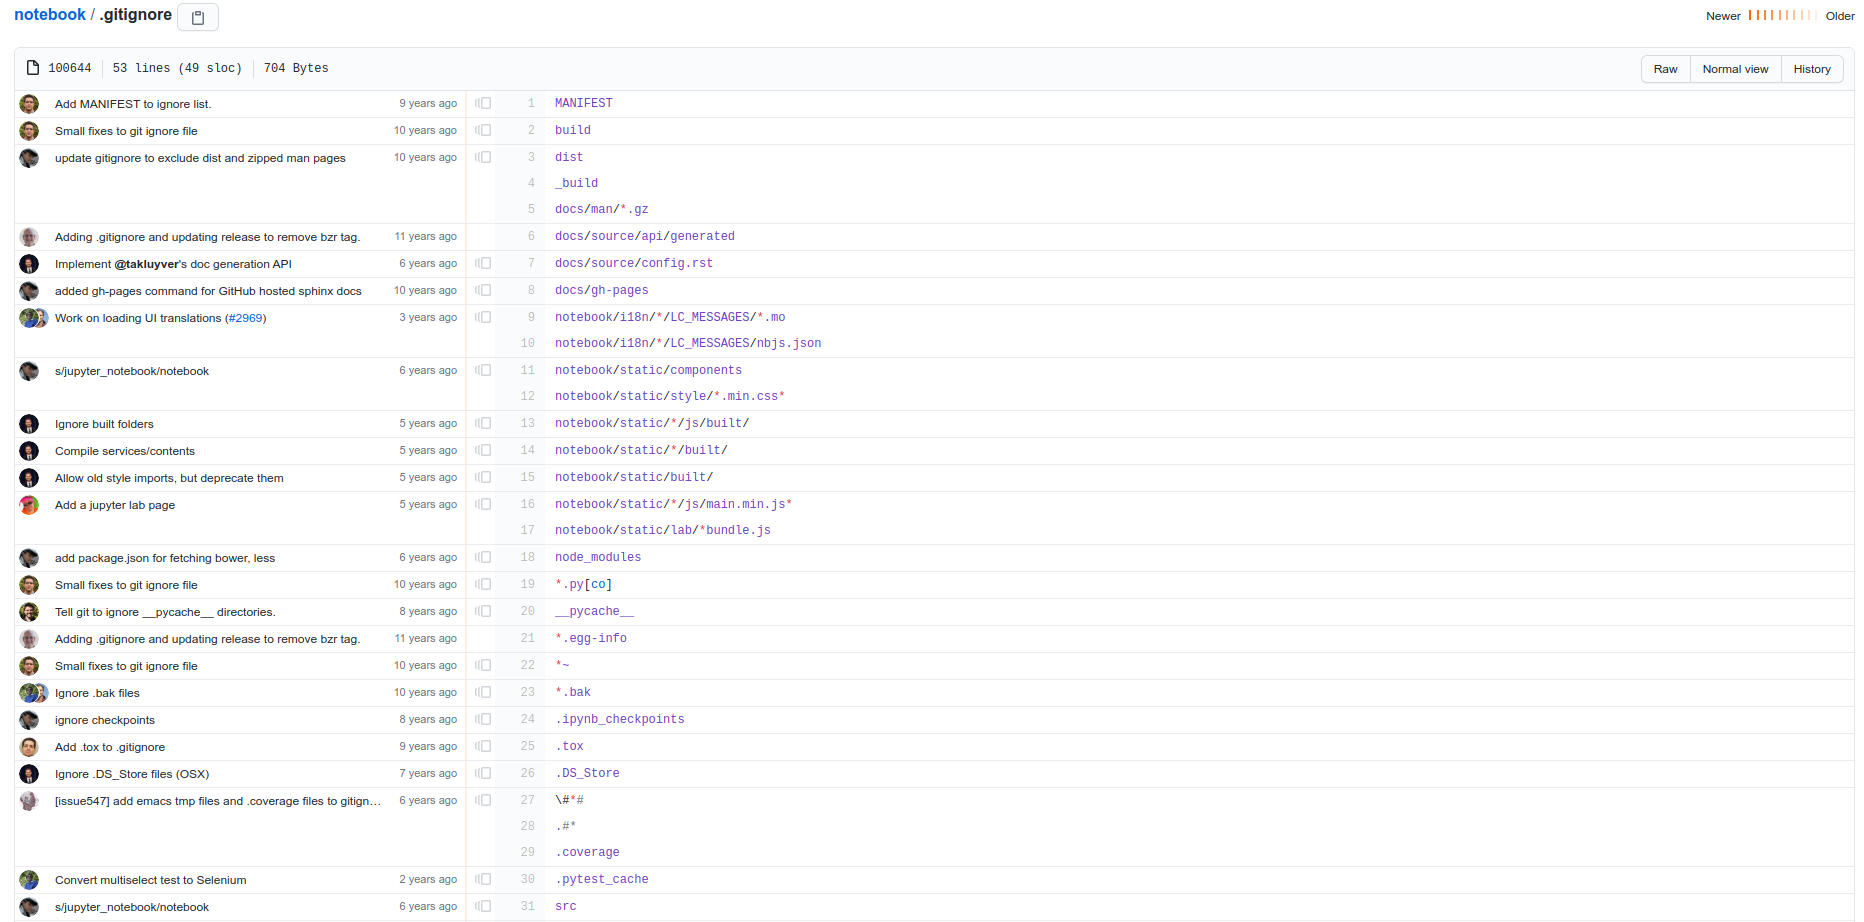 notebook / .gitignore
Newer Older
100644 53 lines (49 sloc) 704 Bytes
Raw Normal view History
Add MANIFEST to ignore list. 9 years ago 1 MANIFEST
Small fixes to git ignore file 10 years ago 2 build
update gitignore to exclude dist and zipped man pages 10 years ago 3 dist
4 _build
5 docs/man/*.gz
Adding .gitignore and updating release to remove bzr tag. 11 years ago 6 docs/source/api/generated
Implement @takluyver's doc generation API 6 years ago 7 docs/source/config.rst
added gh-pages command for GitHub hosted sphinx docs 10 years ago 8 docs/gh-pages
Work on loading UI translations (#2969) 3 years ago 9 notebook/i18n/*/LC_MESSAGES/*.mo
10 notebook/i18n/*/LC_MESSAGES/nbjs.json
s/jupyter_notebook/notebook 6 years ago 11 notebook/static/components
12 notebook/static/style/*.min.css*
Ignore built folders 5 years ago 13 notebook/static/*/js/built/
Compile services/contents 5 years ago 14 notebook/static/*/built/
Allow old style imports, but deprecate them 5 years ago 15 notebook/static/built/
Add a jupyter lab page 5 years ago 16 notebook/static/*/js/main.min.js*
17 notebook/static/lab/*bundle.js
add package.json for fetching bower, less 6 years ago 18 node_modules
Small fixes to git ignore file 10 years ago 19 *.py[co]
Tell git to ignore __pycache__ directories. 8 years ago 20 __pycache__
Adding .gitignore and updating release to remove bzr tag. 11 years ago 21 *.egg-info
Small fixes to git ignore file 10 years ago 22 *~
Ignore .bak files 10 years ago 23 *.bak
ignore checkpoints 8 years ago 24 .ipynb_checkpoints
Add .tox to .gitignore 9 years ago 25 .tox
Ignore .DS_Store files (OSX) 7 years ago 26 .DS_Store
[issue547] add emacs tmp files and .coverage files to gitign… 6 years ago 27 \#*#
28 .#*
29 .coverage
Convert multiselect test to Selenium 2 years ago 30 .pytest_cache
s/jupyter_notebook/notebook 6 years ago 31 src